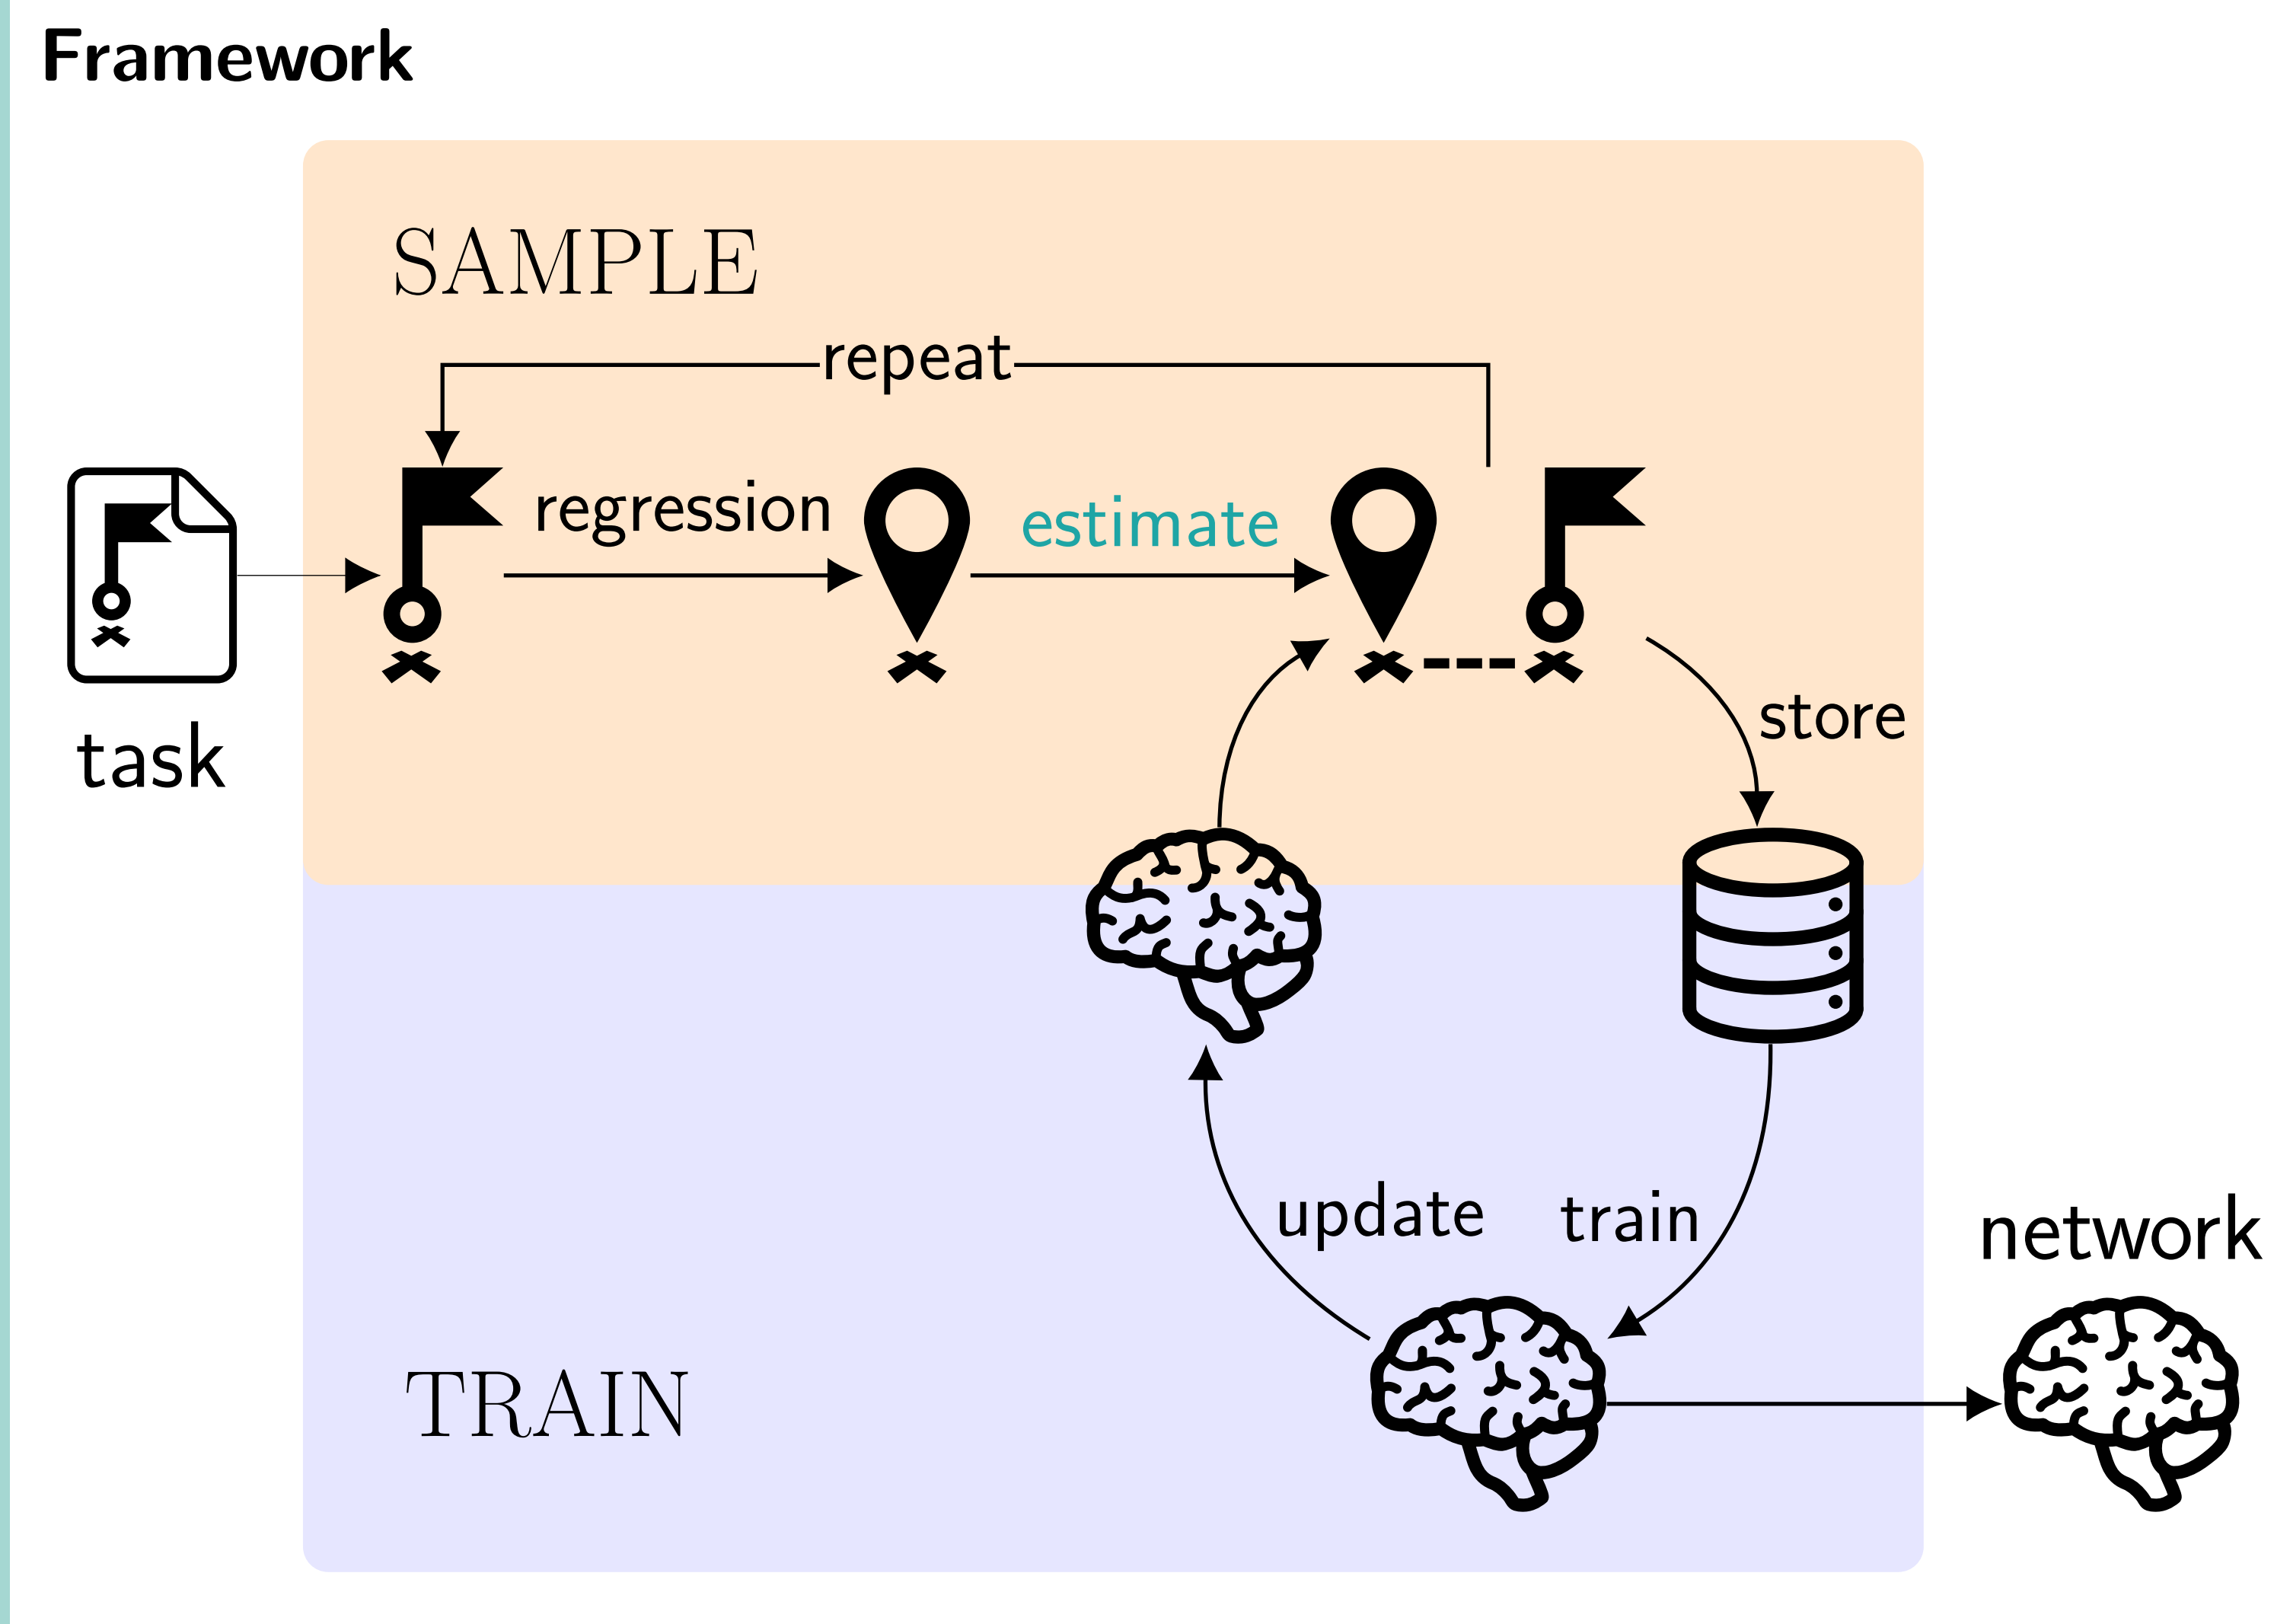 Framework
SAMPLE
repeat
regression
estimate
task
store
update
train
network
TRAIN